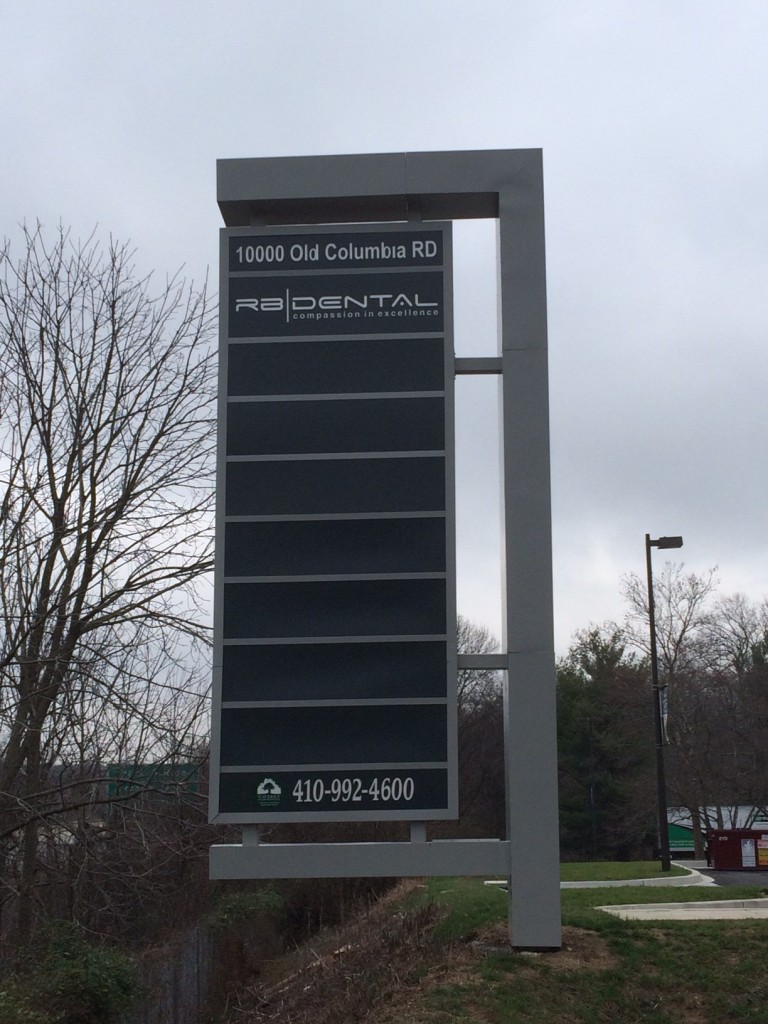 10000 Old Columbia RD
RB|DENTAL
compassion in excellence
410-992-4600